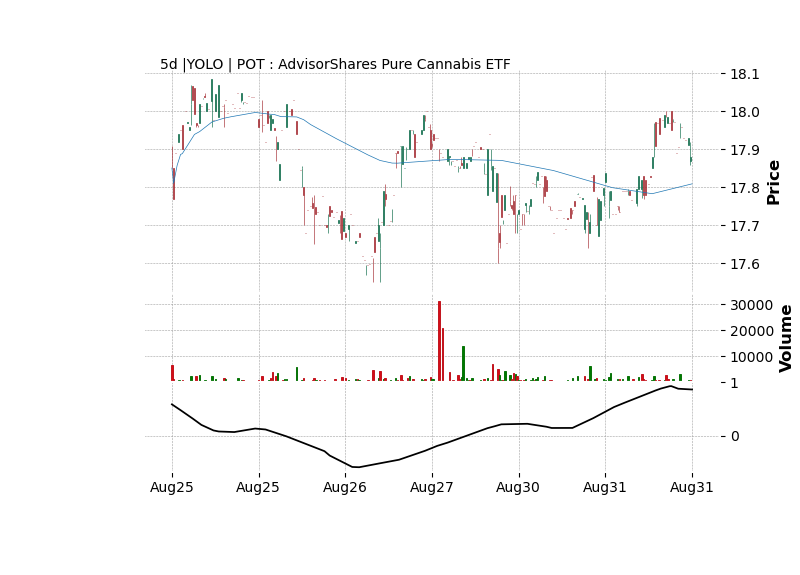 5d |YOLO | POT : AdvisorShares Pure Cannabis ETF
18.1
18.0
17.9
17.8
17.7
17.6
Price
30000
20000
10000
Volume
1
0
Aug25 Aug25 Aug26 Aug27 Aug30 Aug31 Aug31